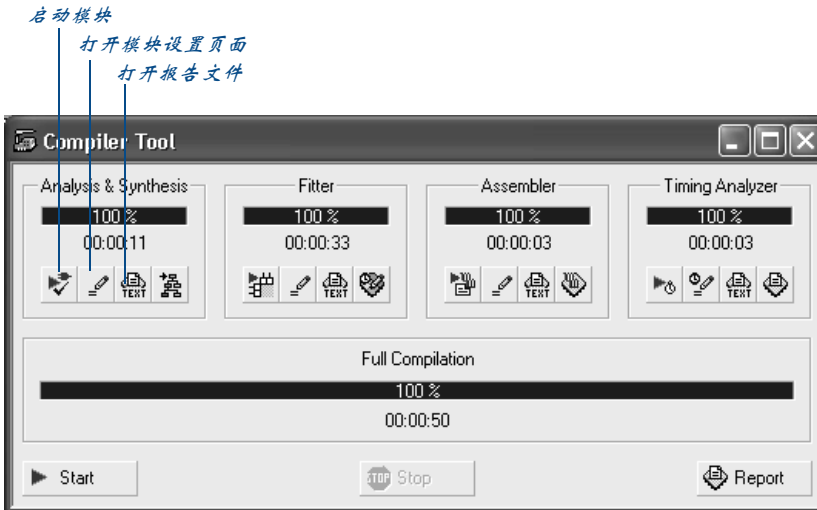 启动模块
打开模块设置页面
打开报告文件
Compiler Tool
Analysis & Synthesis
100 %
00:00:11
TEXT
Fitter
100 %
00:00:33
TEXT
Assembler
100 %
00:00:03
TEXT
Timing Analyzer
100 %
00:00:03
TEXT
Full Compilation
100 %
00:00:50
Start
STOP Stop
Report